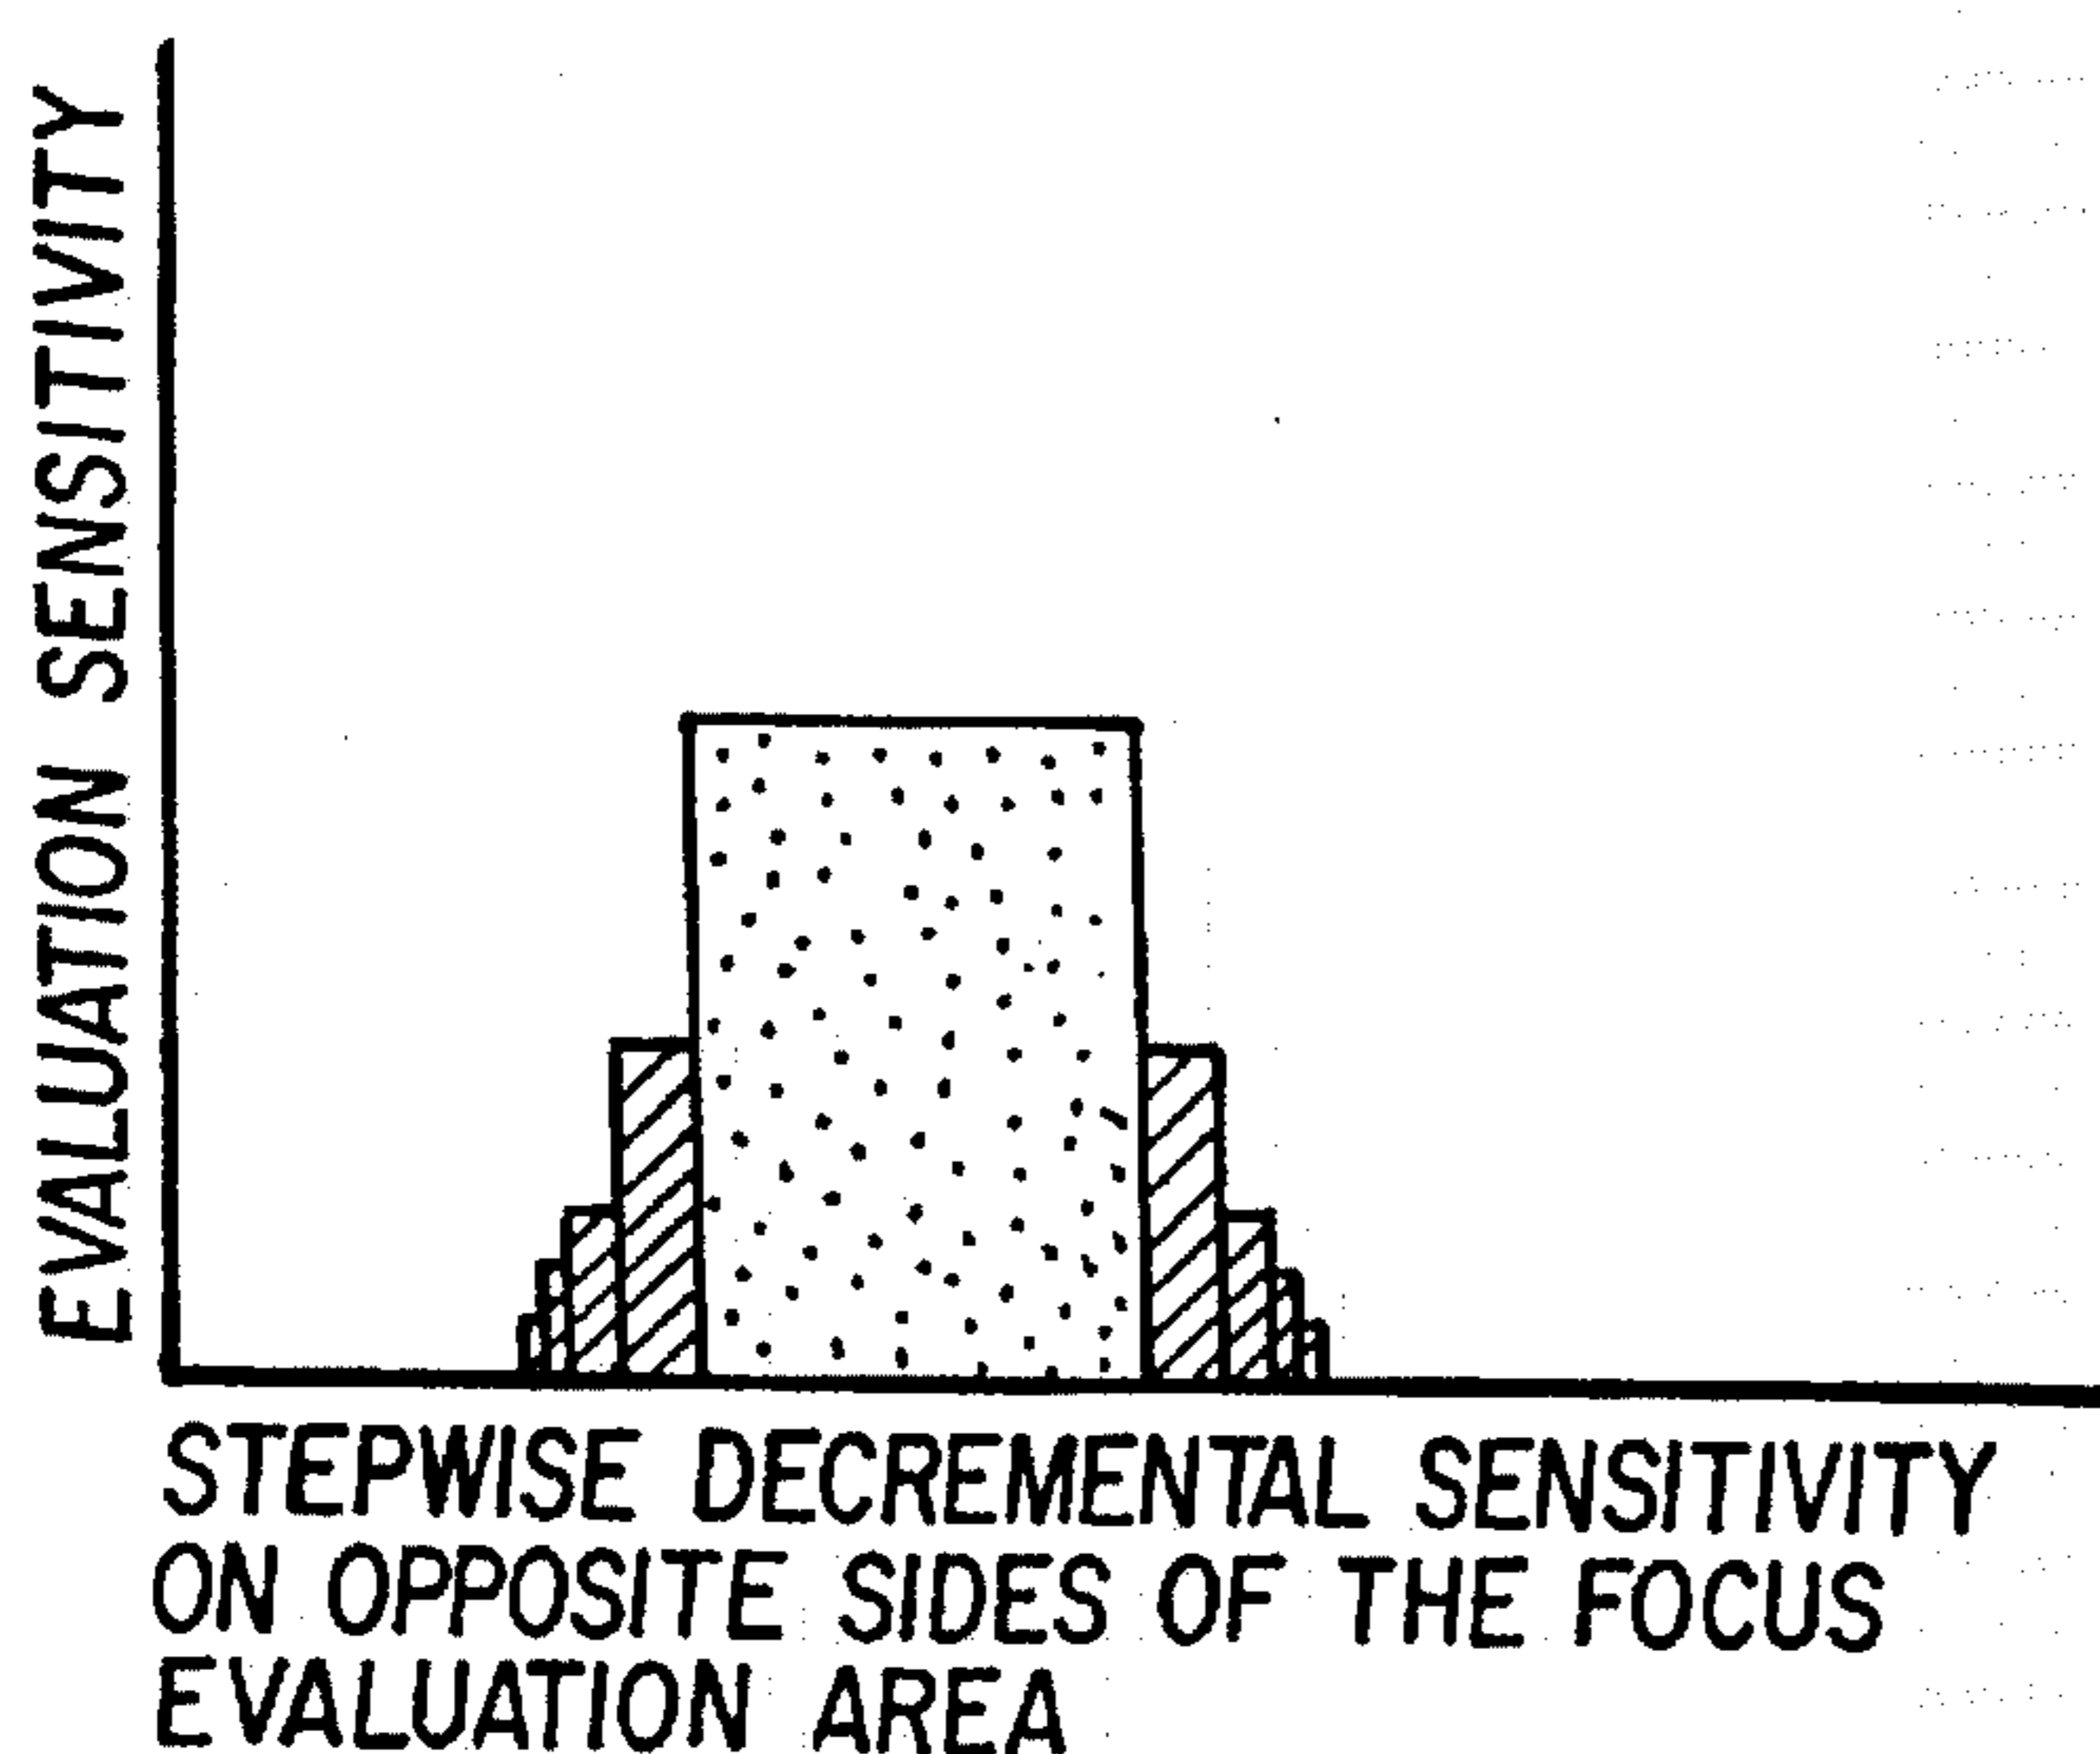 EVALUATION SENSITIVITY
STEPWISE DECREMENTAL SENSITIVITY
ON OPPOSITE SIDES OF THE FOCUS
EVALUATION AREA